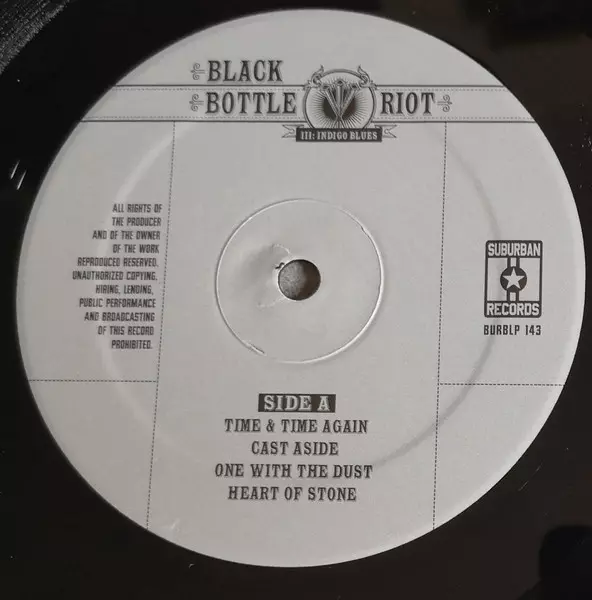 BLACK
BOTTLE RIOT
III: INDIGO BLUES
ALL RIGHTS OF
THE PRODUCER
AND OF THE OWNER
OF THE WORK
REPRODUCED RESERVED.
UNAUTHORIZED COPYING,
HIRING, LENDING,
PUBLIC PERFORMANCE
AND BROADCASTING
OF THIS RECORD
PROHIBITED.
SUBURBAN
RECORDS
BURBLP 143
SIDE A
TIME & TIME AGAIN
CAST ASIDE
ONE WITH THE DUST
HEART OF STONE